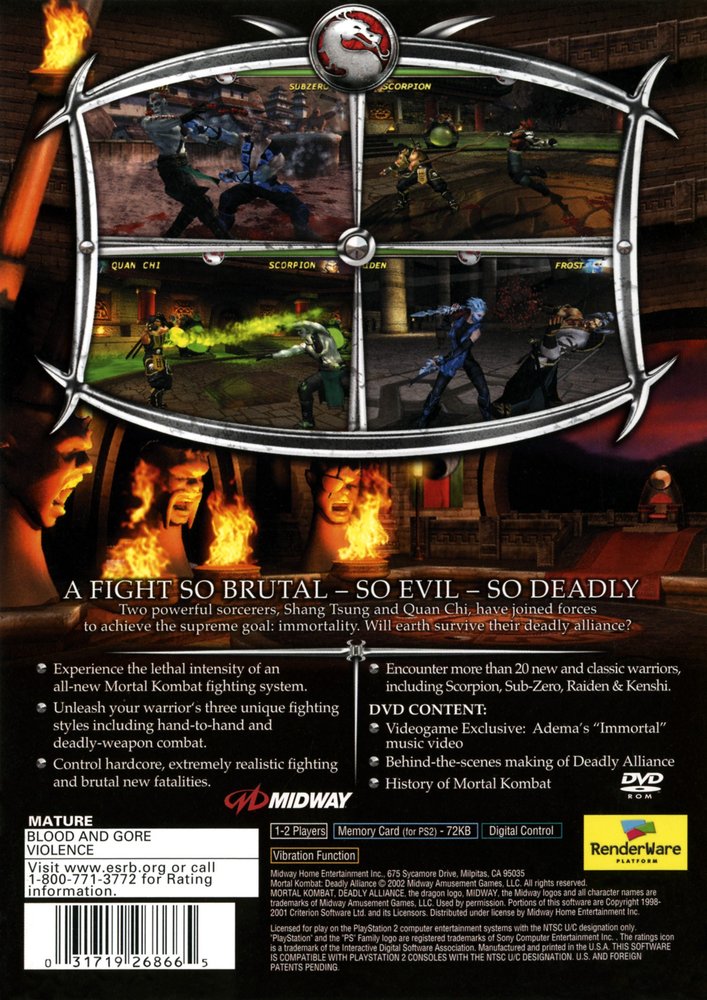 SUBZERO
SCORPION
QUAN CHI
SCORPION
IDEN
FROST
A FIGHT SO BRUTAL – SO EVIL – SO DEADLY
Two powerful sorcerers, Shang Tsung and Quan Chi, have joined forces
to achieve the supreme goal: immortality. Will earth survive their deadly alliance?
Experience the lethal intensity of an
all-new Mortal Kombat fighting system.
Unleash your warrior's three unique fighting
styles including hand-to-hand and
deadly-weapon combat.
Control hardcore, extremely realistic fighting
and brutal new fatalities.
Encounter more than 20 new and classic warriors,
including Scorpion, Sub-Zero, Raiden & Kenshi.
DVD CONTENT:
Videogame Exclusive: Adema's "Immortal"
music video
Behind-the-scenes making of Deadly Alliance
History of Mortal Kombat
DVD
ROM
MIDWAY
MATURE
BLOOD AND GORE
VIOLENCE
Visit www.esrb.org or call
1-800-771-3772 for Rating
information.
1-2 Players
Memory Card (for PS2) - 72KB
Digital Control
Vibration Function
RenderWare
PLATFORM
Midway Home Entertainment Inc., 675 Sycamore Drive, Milpitas, CA 95035
Mortal Kombat: Deadly Alliance © 2002 Midway Amusement Games, LLC. All rights reserved.
MORTAL KOMBAT, DEADLY ALLIANCE, the dragon logo, MIDWAY, the Midway logos and all character names are
trademarks of Midway Amusement Games, LLC. Used by permission. Portions of this software are Copyright 1998-
2001 Criterion Software Ltd. and its Licensors. Distributed under license by Midway Home Entertainment Inc.
Licensed for play on the PlayStation 2 computer entertainment systems with the NTSC U/C designation only.
"PlayStation" and the "PS" Family logo are registered trademarks of Sony Computer Entertainment Inc. . The ratings icon
is a trademark of the Interactive Digital Software Association. Manufactured and printed in the U.S.A. THIS SOFTWARE
IS COMPATIBLE WITH PLAYSTATION 2 CONSOLES WITH THE NTSC U/C DESIGNATION. U.S. AND FOREIGN
PATENTS PENDING.
0 31719 26866 5